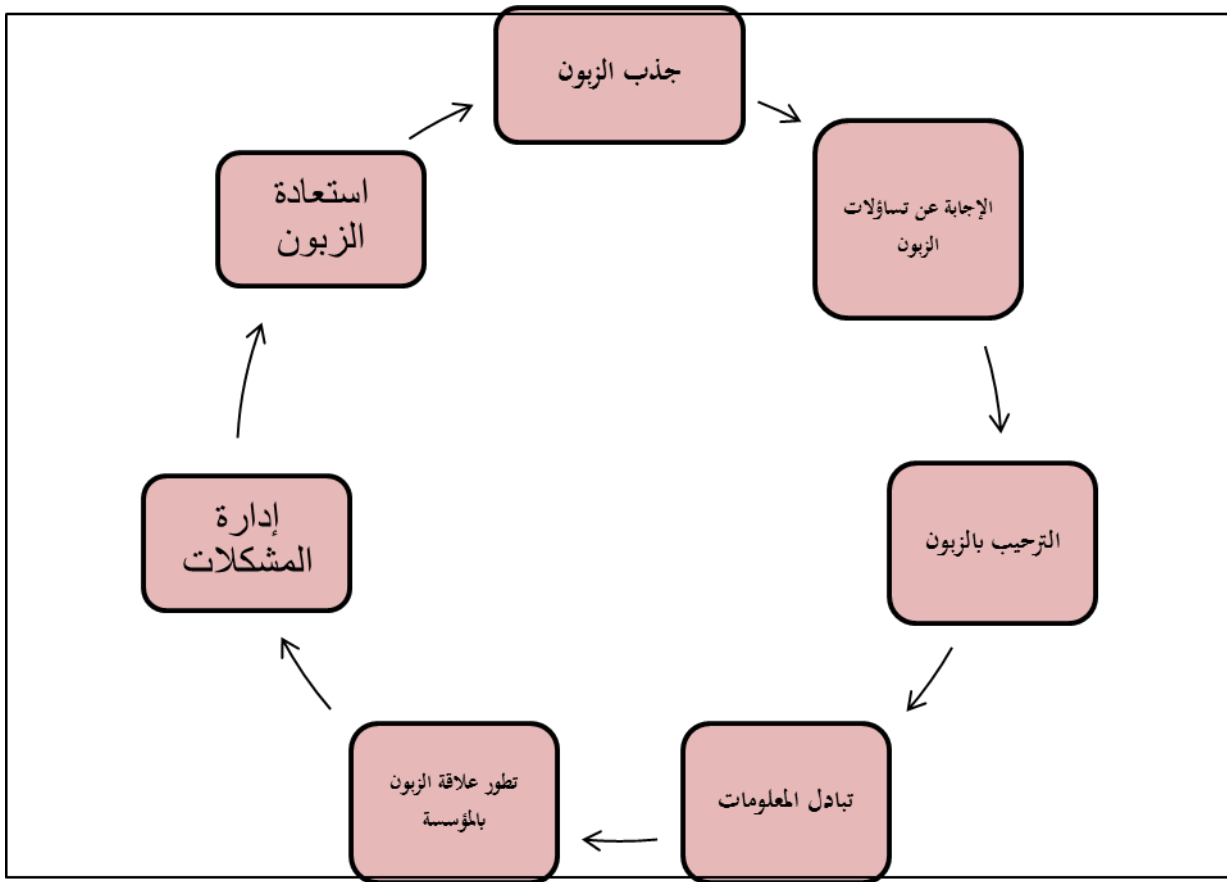 جذب الزبون
الإجابة عن تساؤلات
الزبون
الترحيب بالزبون
تبادل المعلومات
تطور علاقة الزبون
بالمؤسسة
إدارة
المشكلات
استعادة
الزبون